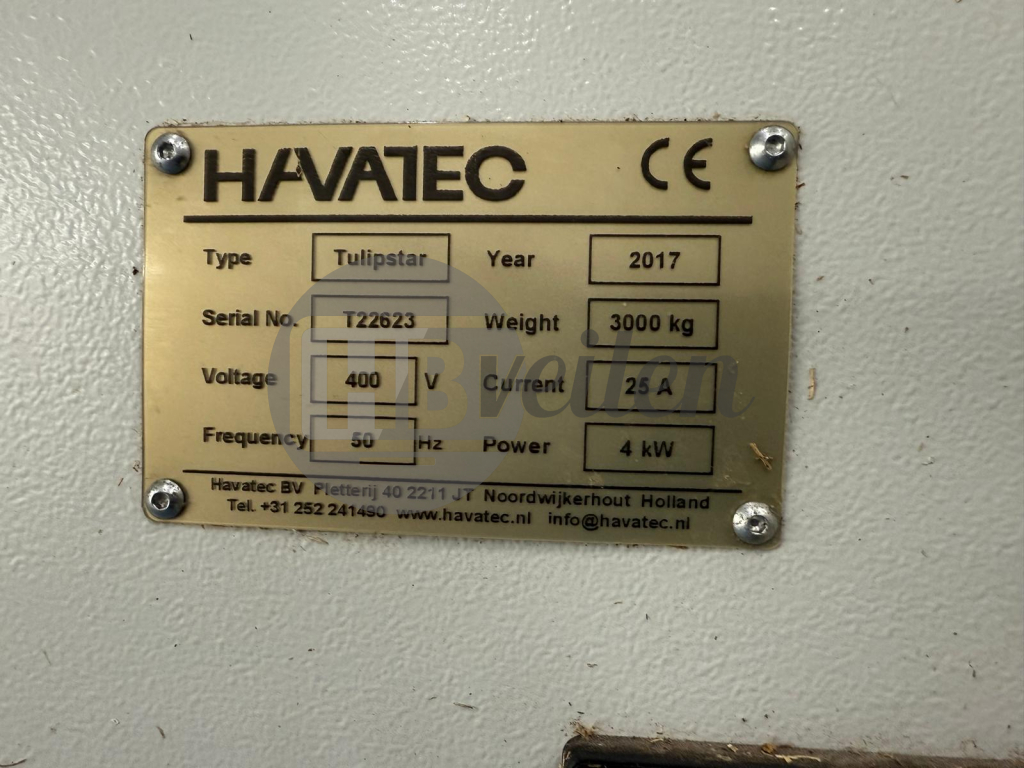 HAVATEC CE
Type Tulipstar Year 2017
Serial No. T22623 Weight 3000 kg
Voltage 400 V Current 25 A
Frequency 50 Hz Power 4 kW
Havatec BV Pletterij 40 2211 JT Noordwijkerhout Holland
Tel. +31 252 241490 www.havatec.nl info@havatec.nl
HBveilen